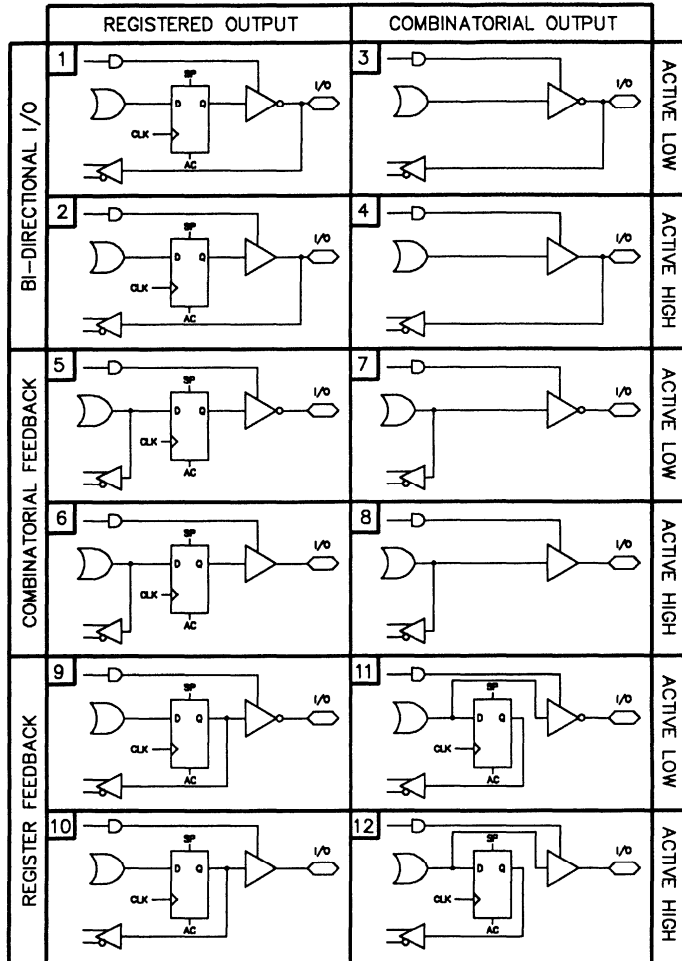 REGISTERED OUTPUT COMBINATORIAL OUTPUT
BI-DIRECTIONAL I/O
1 SP I/O D Q CLK AC
3 I/O
ACTIVE LOW
2 SP I/O D Q CLK AC
4 I/O
ACTIVE HIGH
COMBINATORIAL FEEDBACK
5 SP I/O D Q CLK AC
7 I/O
ACTIVE LOW
6 SP I/O D Q CLK AC
8 I/O
ACTIVE HIGH
REGISTER FEEDBACK
9 SP I/O D Q CLK AC
11 SP I/O D Q CLK AC
ACTIVE LOW
10 SP I/O D Q CLK AC
12 SP I/O D Q CLK AC
ACTIVE HIGH